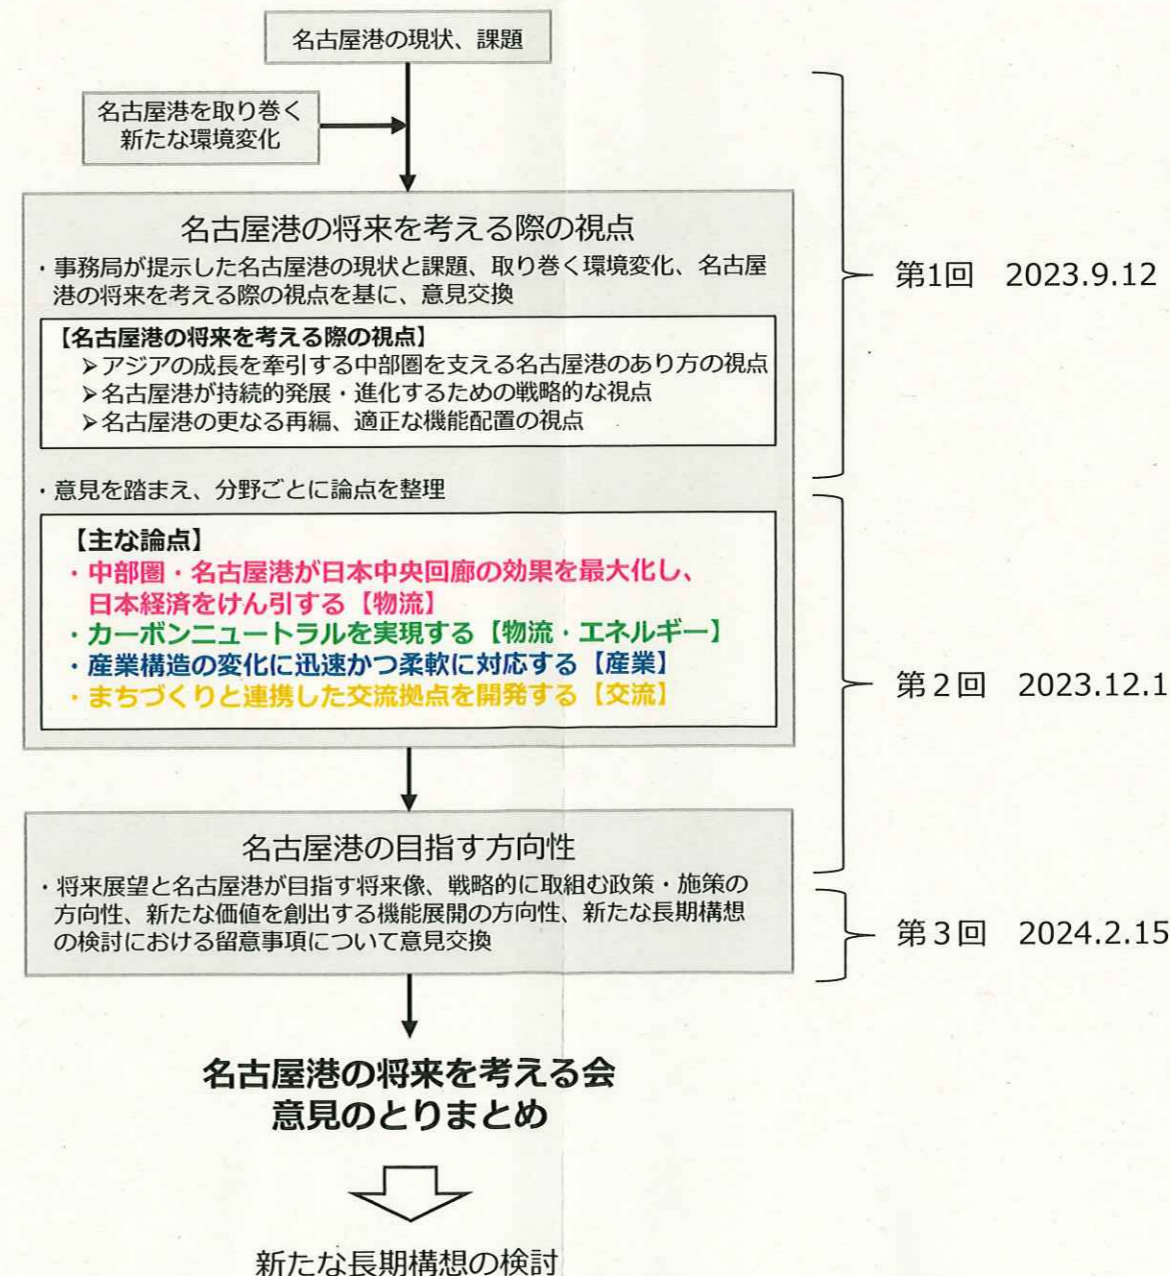 名古屋港の現状、課題
名古屋港を取り巻く
新たな環境変化
名古屋港の将来を考える際の視点
・事務局が提示した名古屋港の現状と課題、取り巻く環境変化、名古屋
港の将来を考える際の視点を基に、意見交換
【名古屋港の将来を考える際の視点】
➢アジアの成長を牽引する中部圏を支える名古屋港のあり方の視点
➢名古屋港が持続的発展・進化するための戦略的な視点
➢名古屋港の更なる再編、適正な機能配置の視点
第1回 2023.9.12
・意見を踏まえ、分野ごとに論点を整理
【主な論点】
・中部圏・名古屋港が日本中央回廊の効果を最大化し、
日本経済をけん引する【物流】
・カーボンニュートラルを実現する【物流・エネルギー】
・産業構造の変化に迅速かつ柔軟に対応する【産業】
・まちづくりと連携した交流拠点を開発する【交流】
第２回 2023.12.1
名古屋港の目指す方向性
・将来展望と名古屋港が目指す将来像、戦略的に取組む政策・施策の
方向性、新たな価値を創出する機能展開の方向性、新たな長期構想
の検討における留意事項について意見交換
第３回 2024.2.15
名古屋港の将来を考える会
意見のとりまとめ
新たな長期構想の検討